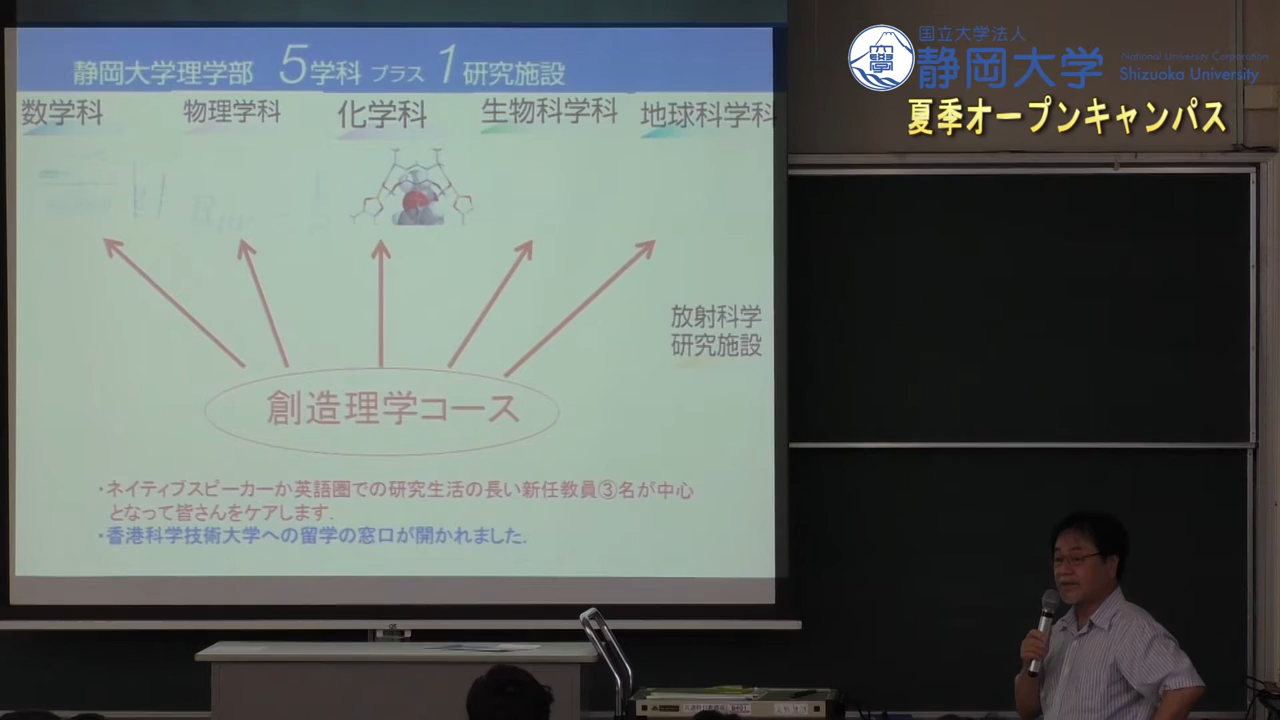 静岡大学理学部 5学科 プラス 1研究施設
数学科 物理学科 化学科 生物科学科 地球科学科
放射科学
研究施設
創造理学コース
・ネイティブスピーカーか英語圏での研究生活の長い新任教員③名が中心
となって皆さんをケアします.
・香港科学技術大学への留学の窓口が開かれました.
国立大学法人
静岡大学
National University Corporation
Shizuoka University
夏季オープンキャンパス